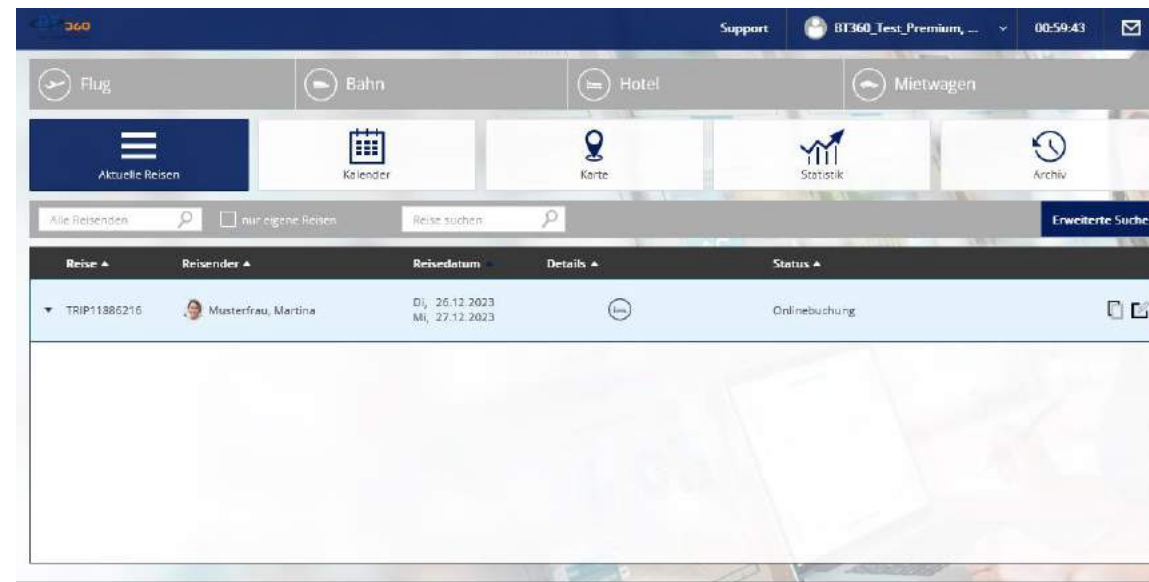 BT360
Support BT360_Test_Premium, ... 00:59:43
Flug Bahn Hotel Mietwagen
Aktuelle Reisen Kalender Karte Statistik Archiv
Alle Reisenden nur eigene Reisen Reise suchen Erweiterte Suche
Reise Reisender Reisedatum Details Status
TRIP11886216 Musterfrau, Martina Di, 26.12.2023 Onlinebuchung
Mi, 27.12.2023